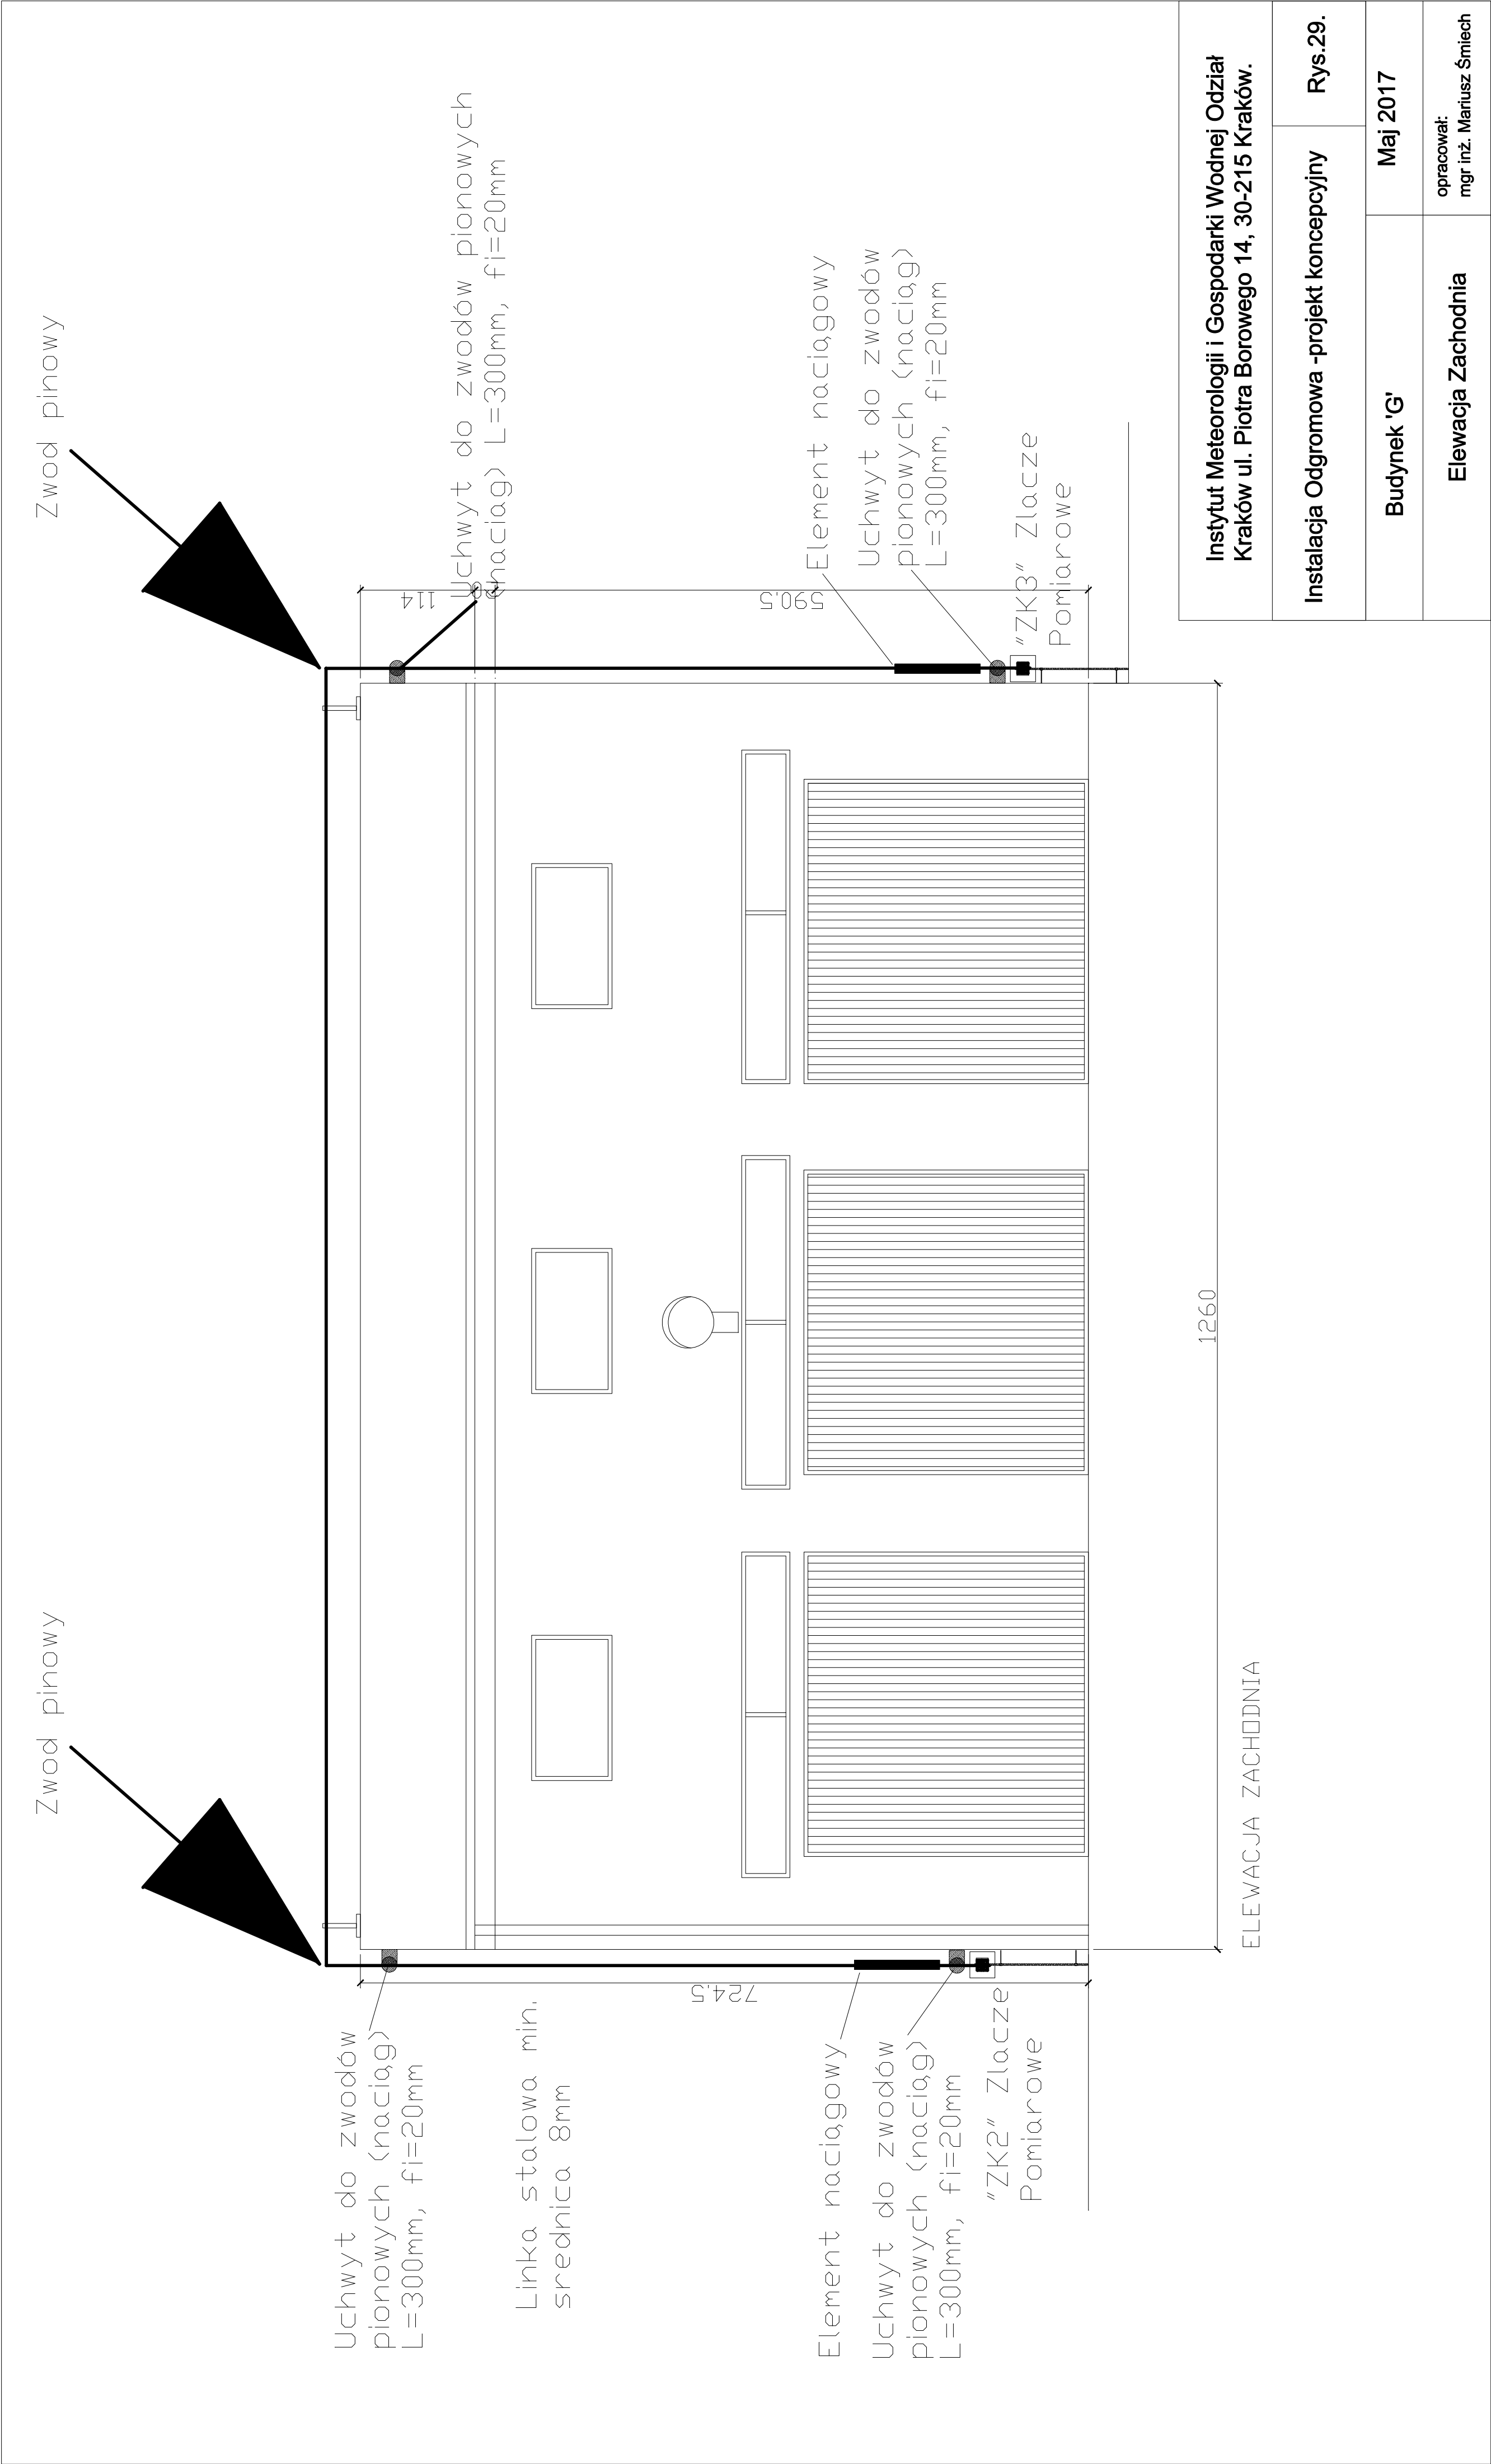 Zwod pinowy
Zwod pinowy
Uchwyt do zwodów
pionowych (naciąg)
L=300mm, fi=20mm
Linka stalowa min.
srednica 8mm
Element naciągowy
Uchwyt do zwodów
pionowych (naciąg)
L=300mm, fi=20mm
"ZK2" Zlacze
Pomiarowe
724.5
Uchwyt do zwodów pionowych
(naciąg) L=300mm, fi=20mm
114
590.5
Element naciągowy
Uchwyt do zwodów
pionowych (naciąg)
L=300mm, fi=20mm
"ZK3" Zlacze
Pomiarowe
1260
ELEWACJA ZACHODNIA
Instytut Meteorologii i Gospodarki Wodnej Odział
Kraków ul. Piotra Borowego 14, 30-215 Kraków.
Instalacja Odgromowa -projekt koncepcyjny
Rys.29.
Budynek 'G'
Maj 2017
Elewacja Zachodnia
opracował:
mgr inż. Mariusz Śmiech